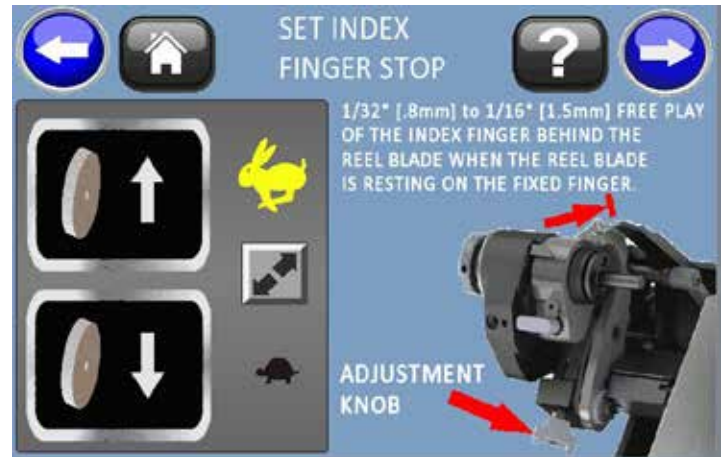 SET INDEX
FINGER STOP
?
1/32" [.8mm] to 1/16" [1.5mm] FREE PLAY
OF THE INDEX FINGER BEHIND THE
REEL BLADE WHEN THE REEL BLADE
IS RESTING ON THE FIXED FINGER.
ADJUSTMENT
KNOB